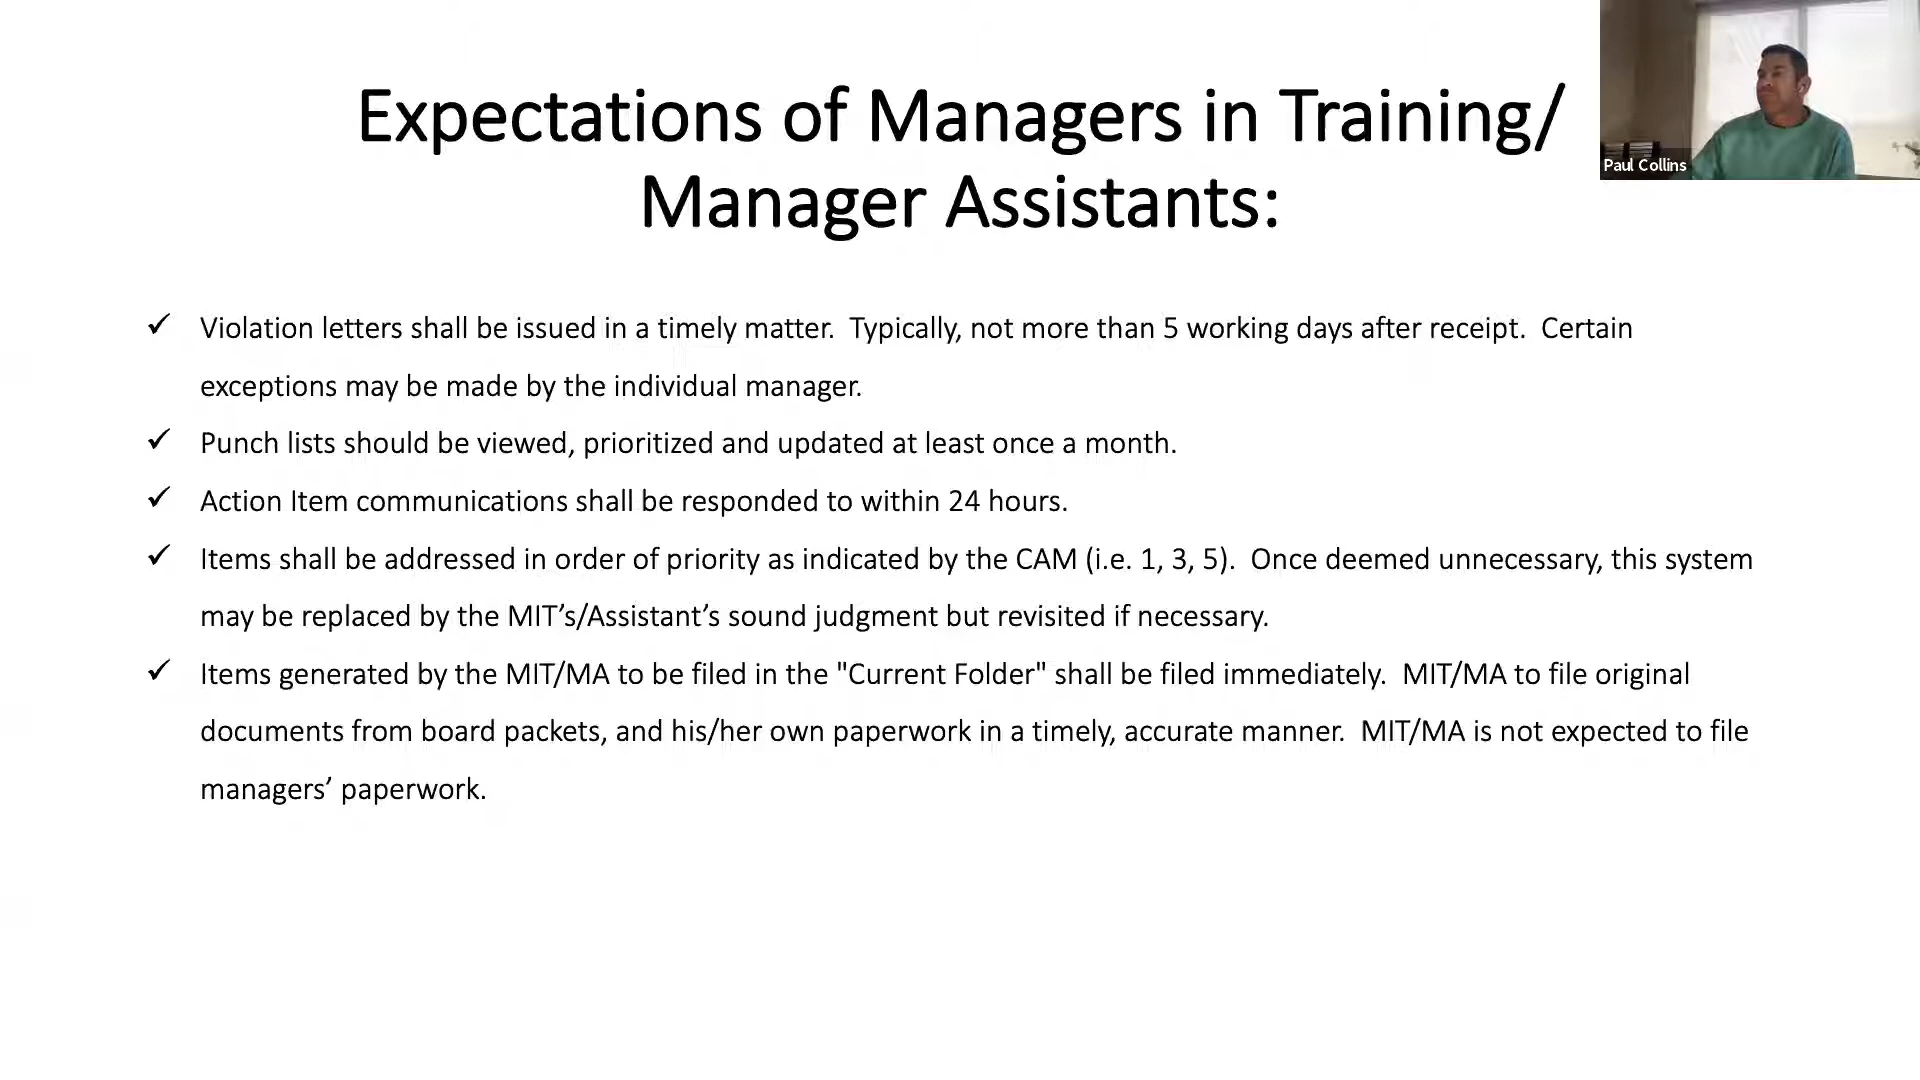 Expectations of Managers in Training/
Manager Assistants:
Paul Collins
✓ Violation letters shall be issued in a timely matter.  Typically, not more than 5 working days after receipt.  Certain
exceptions may be made by the individual manager.
✓ Punch lists should be viewed, prioritized and updated at least once a month.
✓ Action Item communications shall be responded to within 24 hours.
✓ Items shall be addressed in order of priority as indicated by the CAM (i.e. 1, 3, 5).  Once deemed unnecessary, this system
may be replaced by the MIT’s/Assistant’s sound judgment but revisited if necessary.
✓ Items generated by the MIT/MA to be filed in the "Current Folder" shall be filed immediately.  MIT/MA to file original
documents from board packets, and his/her own paperwork in a timely, accurate manner.  MIT/MA is not expected to file
managers’ paperwork.